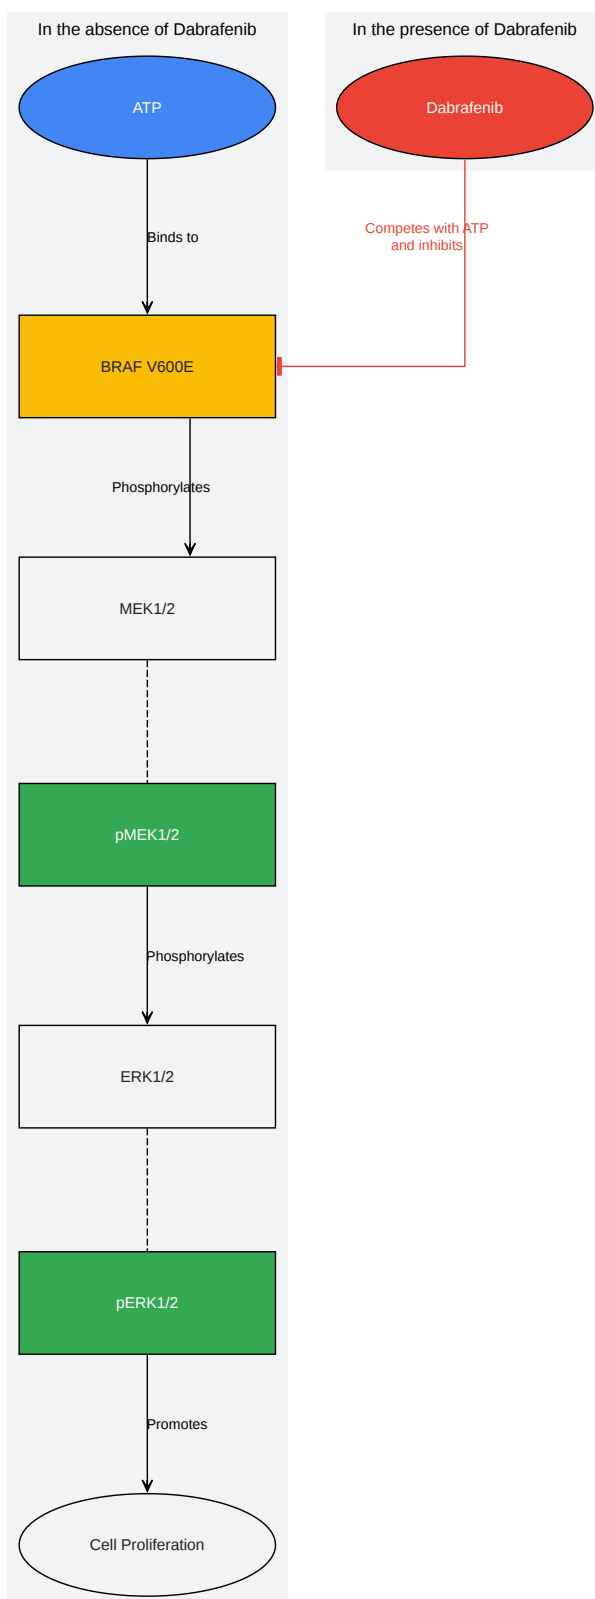 In the absence of Dabrafenib
In the presence of Dabrafenib
ATP
Dabrafenib
Binds to
Competes with ATP
and inhibits
BRAF V600E
Phosphorylates
MEK1/2
pMEK1/2
Phosphorylates
ERK1/2
pERK1/2
Promotes
Cell Proliferation